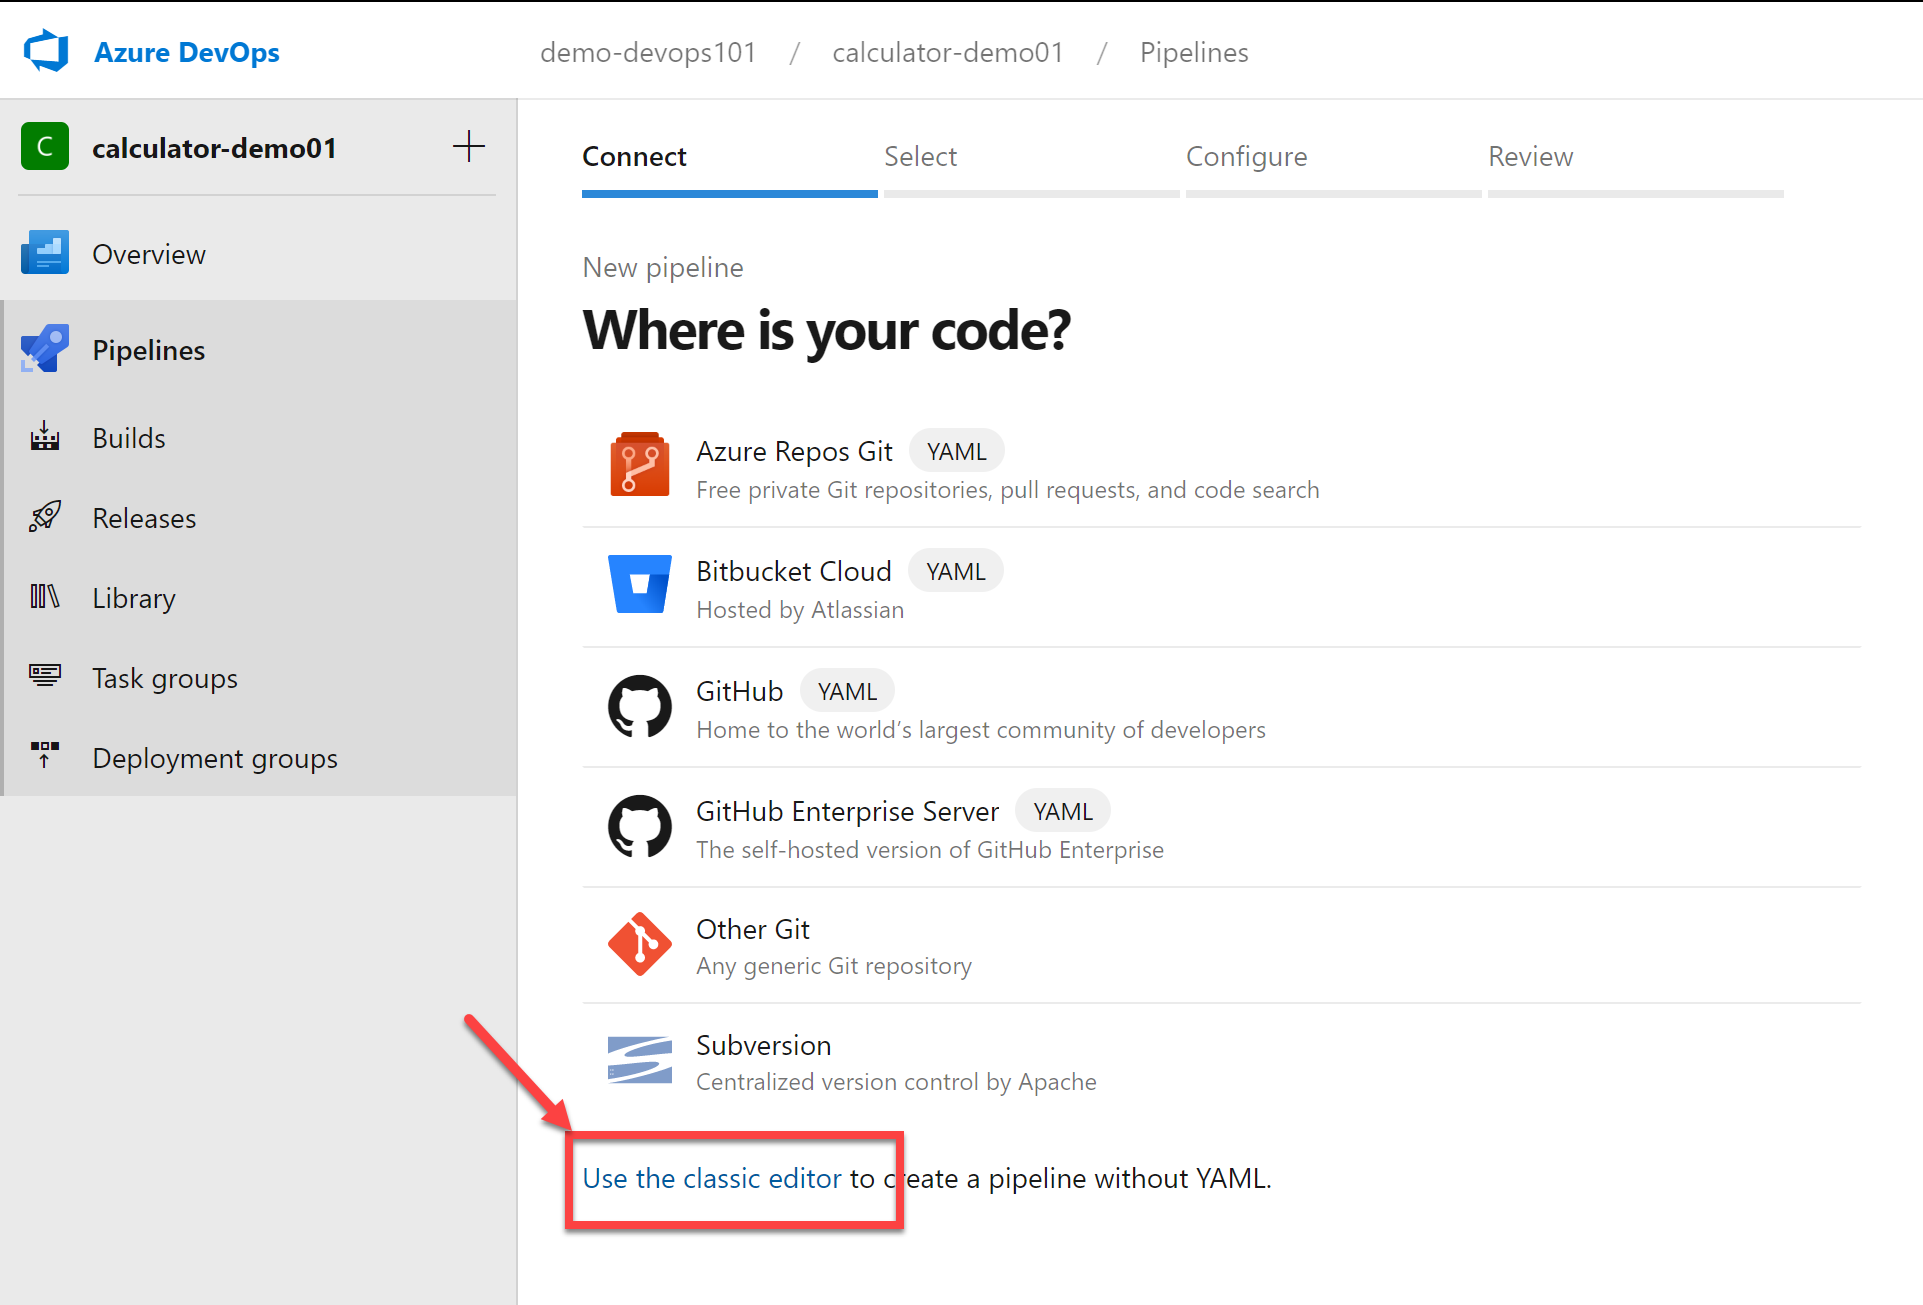 Azure DevOps
demo-devops101 / calculator-demo01 / Pipelines
C calculator-demo01
Overview
Pipelines
Builds
Releases
Library
Task groups
Deployment groups
Connect Select Configure Review
New pipeline
Where is your code?
Azure Repos Git YAML
Free private Git repositories, pull requests, and code search
Bitbucket Cloud YAML
Hosted by Atlassian
GitHub YAML
Home to the world’s largest community of developers
GitHub Enterprise Server YAML
The self-hosted version of GitHub Enterprise
Other Git
Any generic Git repository
Subversion
Centralized version control by Apache
Use the classic editor to create a pipeline without YAML.